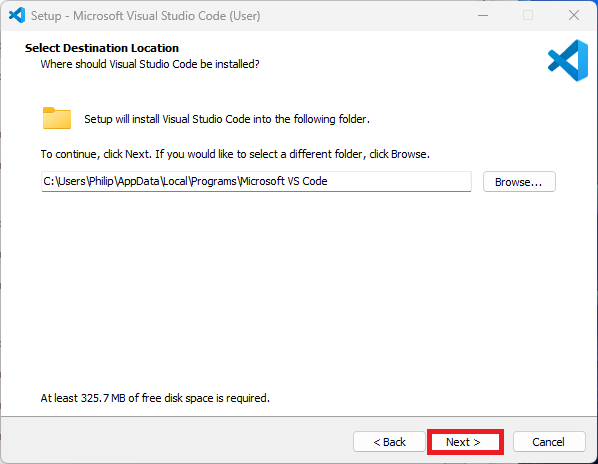 Setup - Microsoft Visual Studio Code (User)
Select Destination Location
Where should Visual Studio Code be installed?
Setup will install Visual Studio Code into the following folder.
To continue, click Next. If you would like to select a different folder, click Browse.
C:\Users\Philip\AppData\Local\Programs\Microsoft VS Code
Browse...
At least 325.7 MB of free disk space is required.
< Back
Next >
Cancel